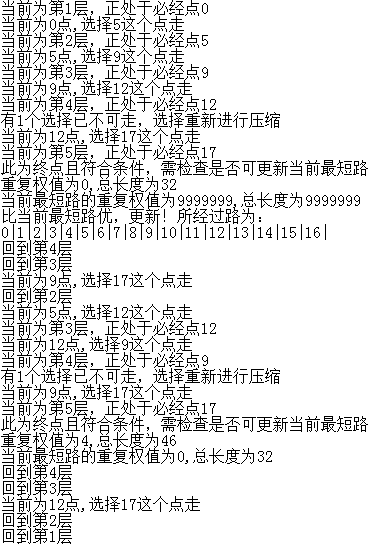 当前为第1层，正处于必经点0
当前为0点,选择5这个点走
当前为第2层，正处于必经点5
当前为5点,选择9这个点走
当前为第3层，正处于必经点9
当前为9点,选择12这个点走
当前为第4层，正处于必经点12
有1个选择已不可走，选择重新进行压缩
当前为12点,选择17这个点走
当前为第5层，正处于必经点17
此为终点且符合条件，需检查是否可更新当前最短路
重复权值为0,总长度为32
当前最短路的重复权值为9999999,总长度为9999999
比当前最短路优，更新！所经过路为：
0|1|2|3|4|5|6|7|8|9|10|11|12|13|14|15|16|
回到第4层
回到第3层
当前为9点,选择17这个点走
回到第2层
当前为5点,选择12这个点走
当前为第3层，正处于必经点12
当前为12点,选择9这个点走
当前为第4层，正处于必经点9
有1个选择已不可走，选择重新进行压缩
当前为9点,选择17这个点走
当前为第5层，正处于必经点17
此为终点且符合条件，需检查是否可更新当前最短路
重复权值为4,总长度为46
当前最短路的重复权值为0,总长度为32
回到第4层
回到第3层
当前为12点,选择17这个点走
回到第2层
回到第1层